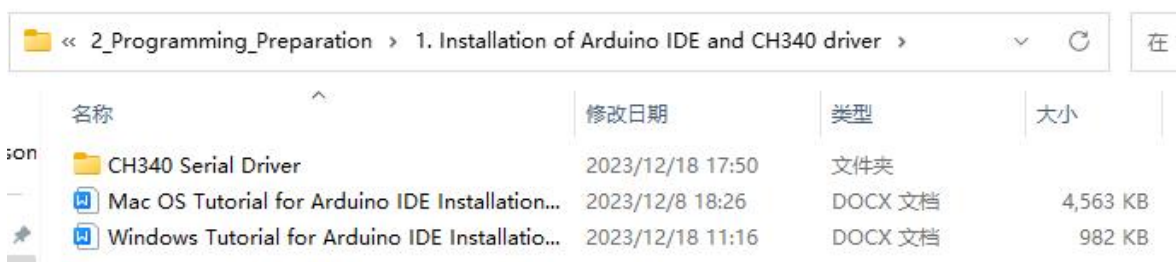 « 2_Programming_Preparation › 1. Installation of Arduino IDE and CH340 driver › 在
名称 修改日期 类型 大小
son
CH340 Serial Driver 2023/12/18 17:50 文件夹
Mac OS Tutorial for Arduino IDE Installation... 2023/12/8 18:26 DOCX 文档 4,563 KB
Windows Tutorial for Arduino IDE Installatio... 2023/12/18 11:16 DOCX 文档 982 KB